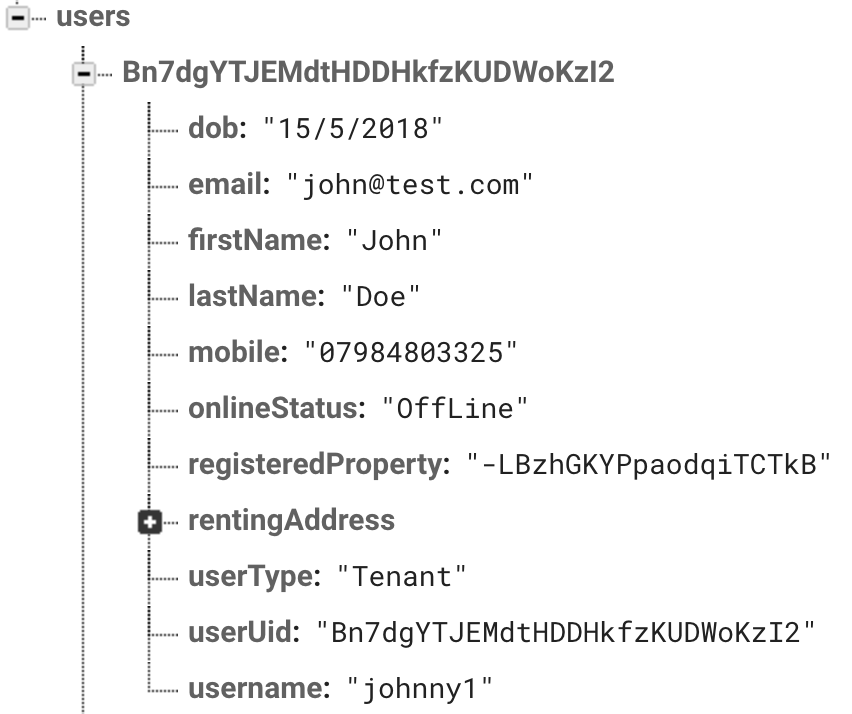 users
Bn7dgYTJEMdtHDDHkfzKUDWoKzI2
dob: "15/5/2018"
email: "john@test.com"
firstName: "John"
lastName: "Doe"
mobile: "07984803325"
onlineStatus: "OffLine"
registeredProperty: "-LBzhGKYPpaodqiTCTkB"
rentingAddress
userType: "Tenant"
userUid: "Bn7dgYTJEMdtHDDHkfzKUDWoKzI2"
username: "johnny1"